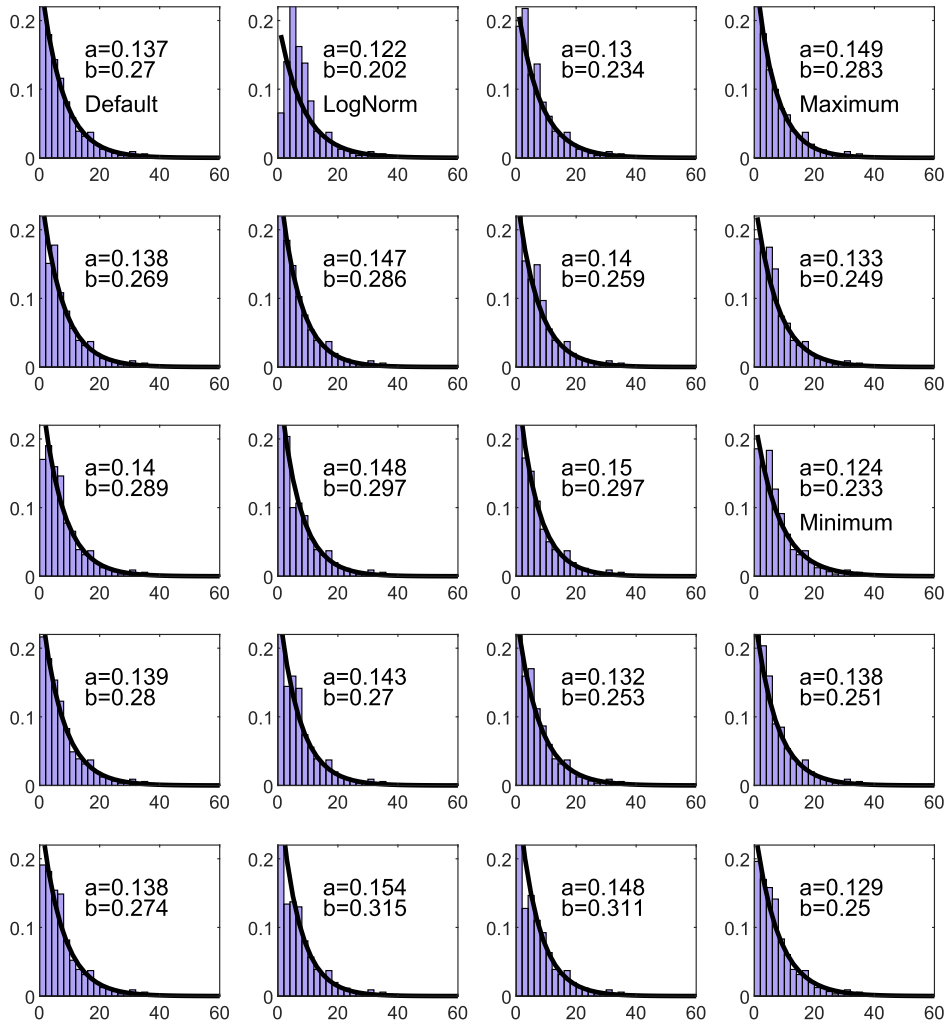 0.2
a=0.137
b=0.27
0.1
Default
0
0 20 40 60
0.2
a=0.122
b=0.202
0.1
LogNorm
0
0 20 40 60
0.2
a=0.13
b=0.234
0.1
0
0 20 40 60
0.2
a=0.149
b=0.283
0.1
Maximum
0
0 20 40 60
0.2
a=0.138
b=0.269
0.1
0
0 20 40 60
0.2
a=0.147
b=0.286
0.1
0
0 20 40 60
0.2
a=0.14
b=0.259
0.1
0
0 20 40 60
0.2
a=0.133
b=0.249
0.1
0
0 20 40 60
0.2
a=0.14
b=0.289
0.1
0
0 20 40 60
0.2
a=0.148
b=0.297
0.1
0
0 20 40 60
0.2
a=0.15
b=0.297
0.1
0
0 20 40 60
0.2
a=0.124
b=0.233
0.1
Minimum
0
0 20 40 60
0.2
a=0.139
b=0.28
0.1
0
0 20 40 60
0.2
a=0.143
b=0.27
0.1
0
0 20 40 60
0.2
a=0.132
b=0.253
0.1
0
0 20 40 60
0.2
a=0.138
b=0.251
0.1
0
0 20 40 60
0.2
a=0.138
b=0.274
0.1
0
0 20 40 60
0.2
a=0.154
b=0.315
0.1
0
0 20 40 60
0.2
a=0.148
b=0.311
0.1
0
0 20 40 60
0.2
a=0.129
b=0.25
0.1
0
0 20 40 60